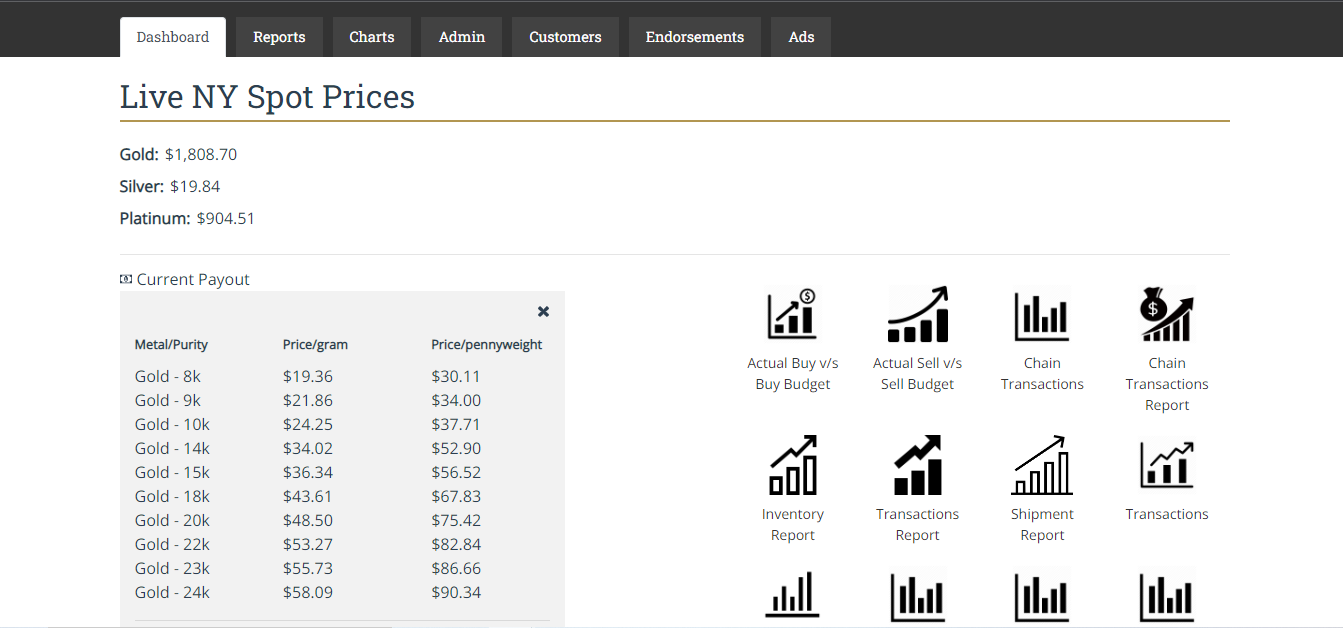 Dashboard Reports Charts Admin Customers Endorsements Ads
Live NY Spot Prices
Gold: $1,808.70
Silver: $19.84
Platinum: $904.51
Current Payout
Metal/Purity Price/gram Price/pennyweight
Gold - 8k $19.36 $30.11
Gold - 9k $21.86 $34.00
Gold - 10k $24.25 $37.71
Gold - 14k $34.02 $52.90
Gold - 15k $36.34 $56.52
Gold - 18k $43.61 $67.83
Gold - 20k $48.50 $75.42
Gold - 22k $53.27 $82.84
Gold - 23k $55.73 $86.66
Gold - 24k $58.09 $90.34
Actual Buy v/s
Buy Budget
Actual Sell v/s
Sell Budget
Chain
Transactions
Chain
Transactions
Report
Inventory
Report
Transactions
Report
Shipment
Report
Transactions